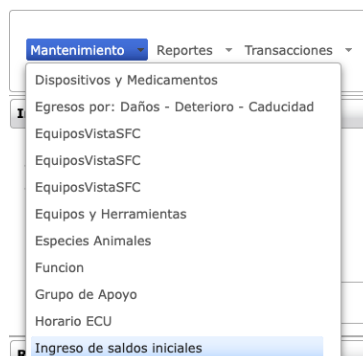 Mantenimiento Reportes Transacciones
Dispositivos y Medicamentos
Egresos por: Daños - Deterioro - Caducidad
EquiposVistaSFC
EquiposVistaSFC
EquiposVistaSFC
Equipos y Herramientas
Especies Animales
Funcion
Grupo de Apoyo
Horario ECU
Ingreso de saldos iniciales